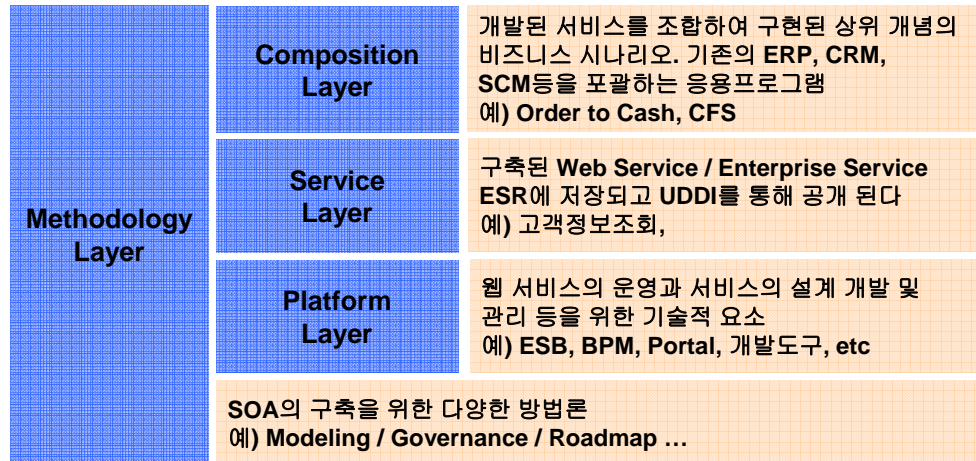 Methodology
Layer
Composition
Layer
개발된 서비스를 조합하여 구현된 상위 개념의
비즈니스 시나리오. 기존의 ERP, CRM,
SCM등을 포괄하는 응용프로그램
예) Order to Cash, CFS
Service
Layer
구축된 Web Service / Enterprise Service
ESR에 저장되고 UDDI를 통해 공개 된다
예) 고객정보조회,
Platform
Layer
웹 서비스의 운영과 서비스의 설계 개발 및
관리 등을 위한 기술적 요소
예) ESB, BPM, Portal, 개발도구, etc
SOA의 구축을 위한 다양한 방법론
예) Modeling / Governance / Roadmap …